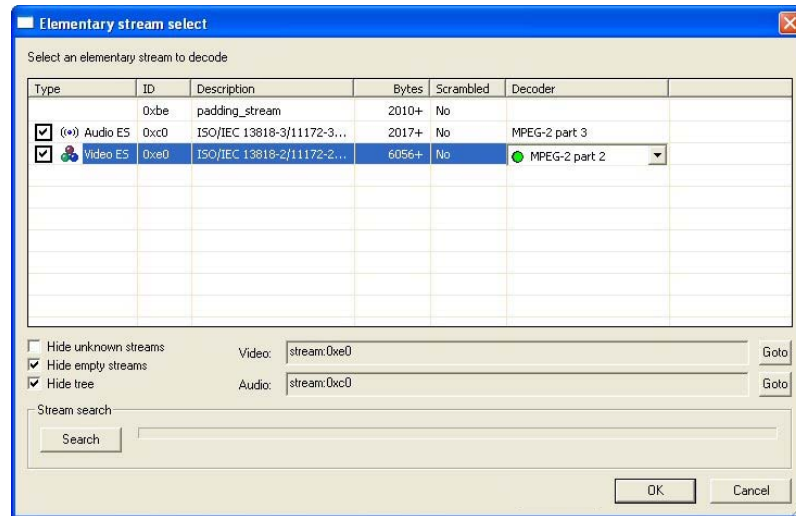 Elementary stream select
Select an elementary stream to decode
Type ID Description Bytes Scrambled Decoder
0xbe padding_stream 2010+ No
Audio ES 0xc0 ISO/IEC 13818-3/11172-3... 2017+ No MPEG-2 part 3
Video ES 0xe0 ISO/IEC 13818-2/11172-2... 6056+ No MPEG-2 part 2
Hide unknown streams
Hide empty streams
Hide tree
Video: stream:0xe0 Goto
Audio: stream:0xc0 Goto
Stream search
Search
OK Cancel